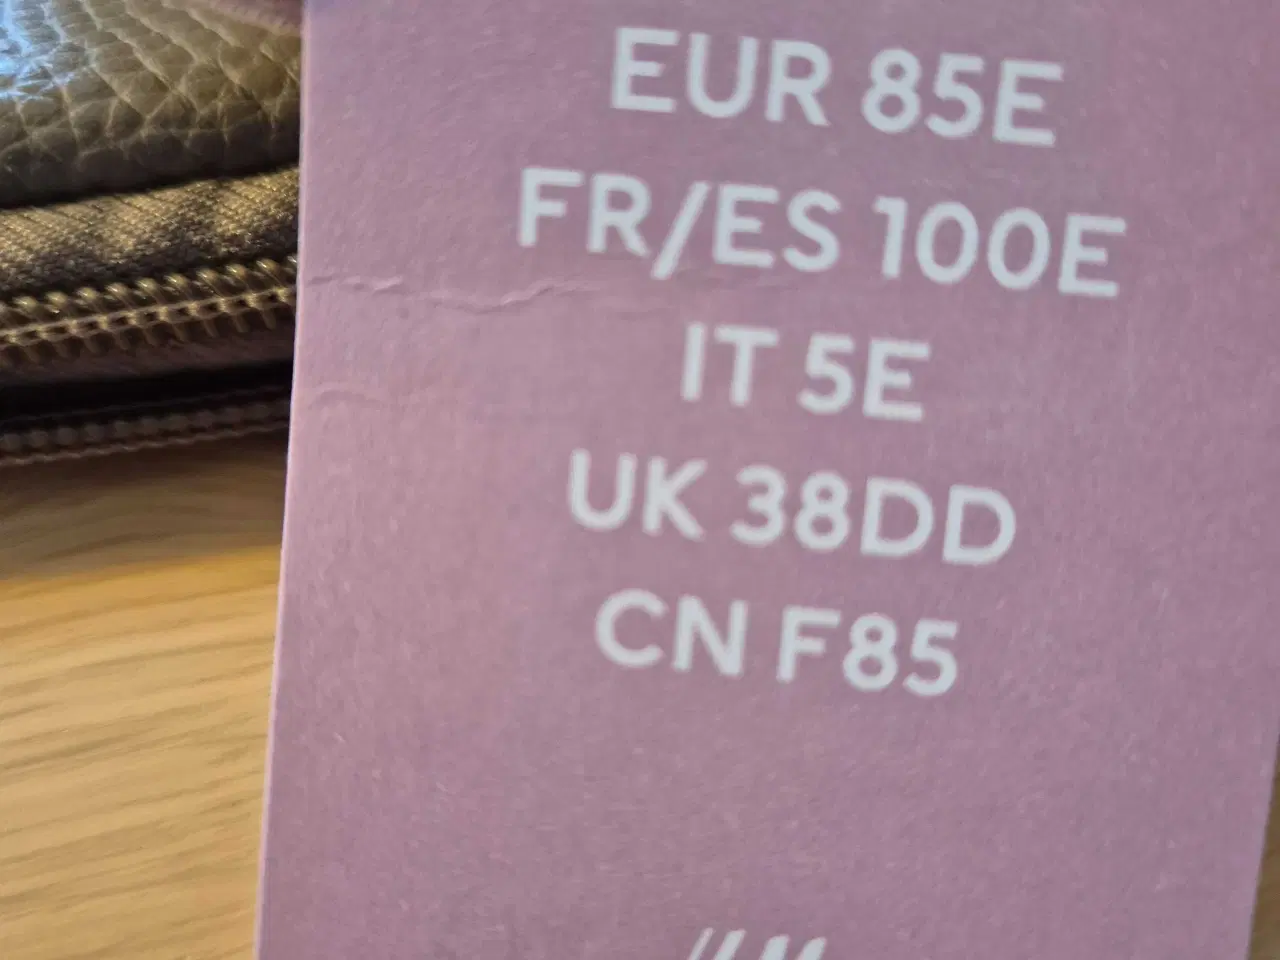 EUR 85E
FR/ES 100E
IT 5E
UK 38DD
CN F85